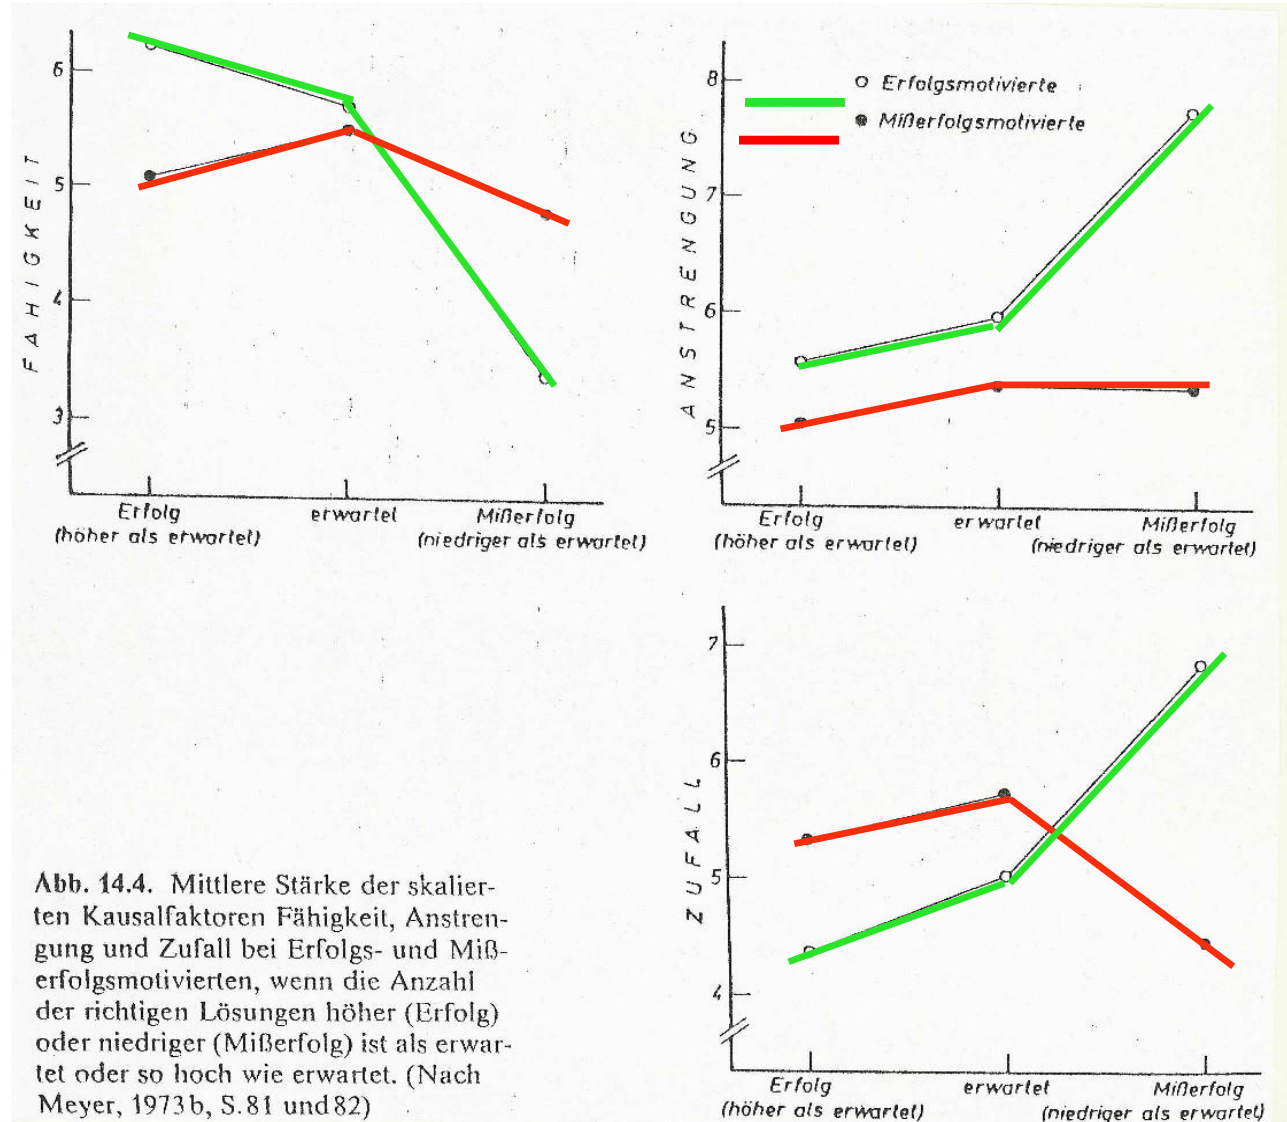 FÄHIGKEIT
6
5
4
3
Erfolg
(höher als erwartet)
erwartet
Mißerfolg
(niedriger als erwartet)
ANSTRENGUNG
8
7
6
5
Erfolgsmotivierte
Mißerfolgsmotivierte
Erfolg
(höher als erwartet)
erwartet
Mißerfolg
(niedriger als erwartet)
ZUFALL
7
6
5
4
Erfolg
(höher als erwartet)
erwartet
Mißerfolg
(niedriger als erwartet)
Abb. 14.4. Mittlere Stärke der skalier-
ten Kausalfaktoren Fähigkeit, Anstren-
gung und Zufall bei Erfolgs- und Miß-
erfolgsmotivierten, wenn die Anzahl
der richtigen Lösungen höher (Erfolg)
oder niedriger (Mißerfolg) ist als erwar-
tet oder so hoch wie erwartet. (Nach
Meyer, 1973b, S. 81 und 82)